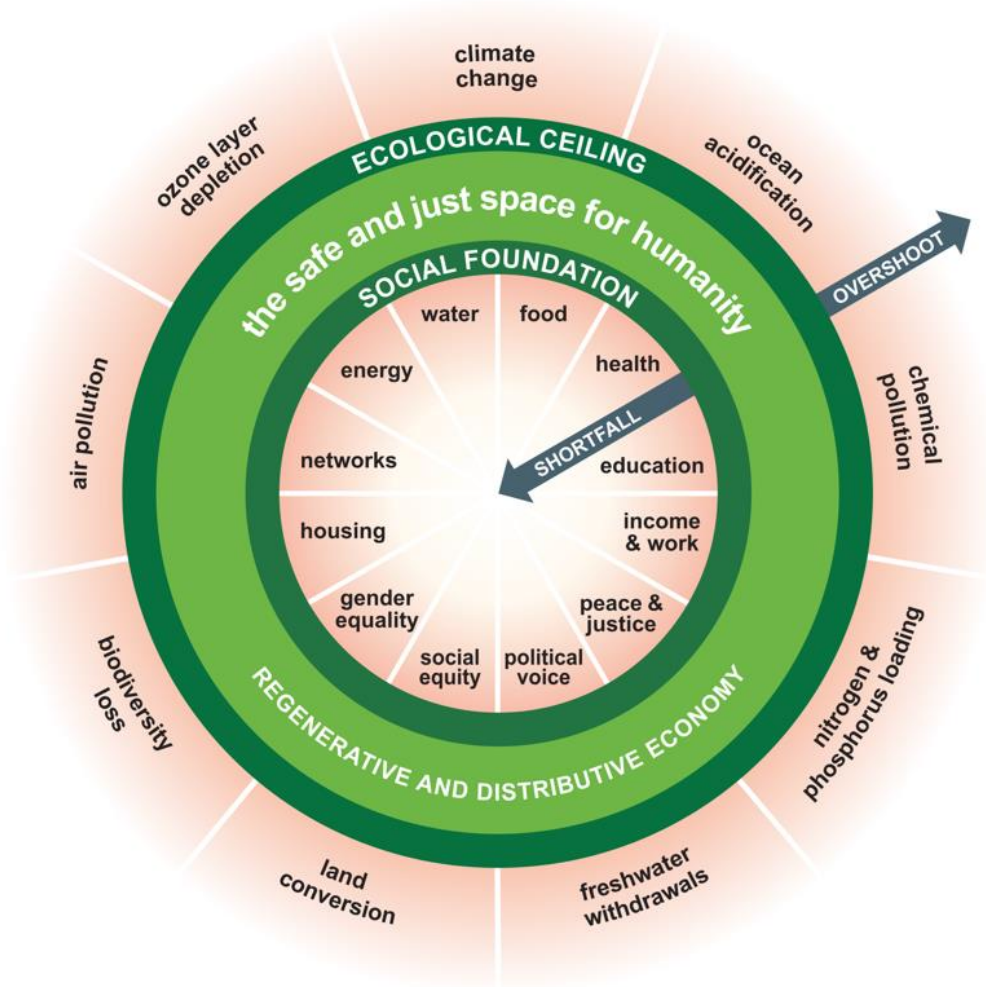 climate
change
ocean
acidification
chemical
pollution
nitrogen &
phosphorus loading
freshwater
withdrawals
land
conversion
biodiversity
loss
air pollution
ozone layer
depletion
ECOLOGICAL CEILING
the safe and just space for humanity
SOCIAL FOUNDATION
OVERSHOOT
SHORTFALL
water
food
health
education
income
& work
peace &
justice
political
voice
social
equity
gender
equality
housing
networks
energy
REGENERATIVE AND DISTRIBUTIVE ECONOMY